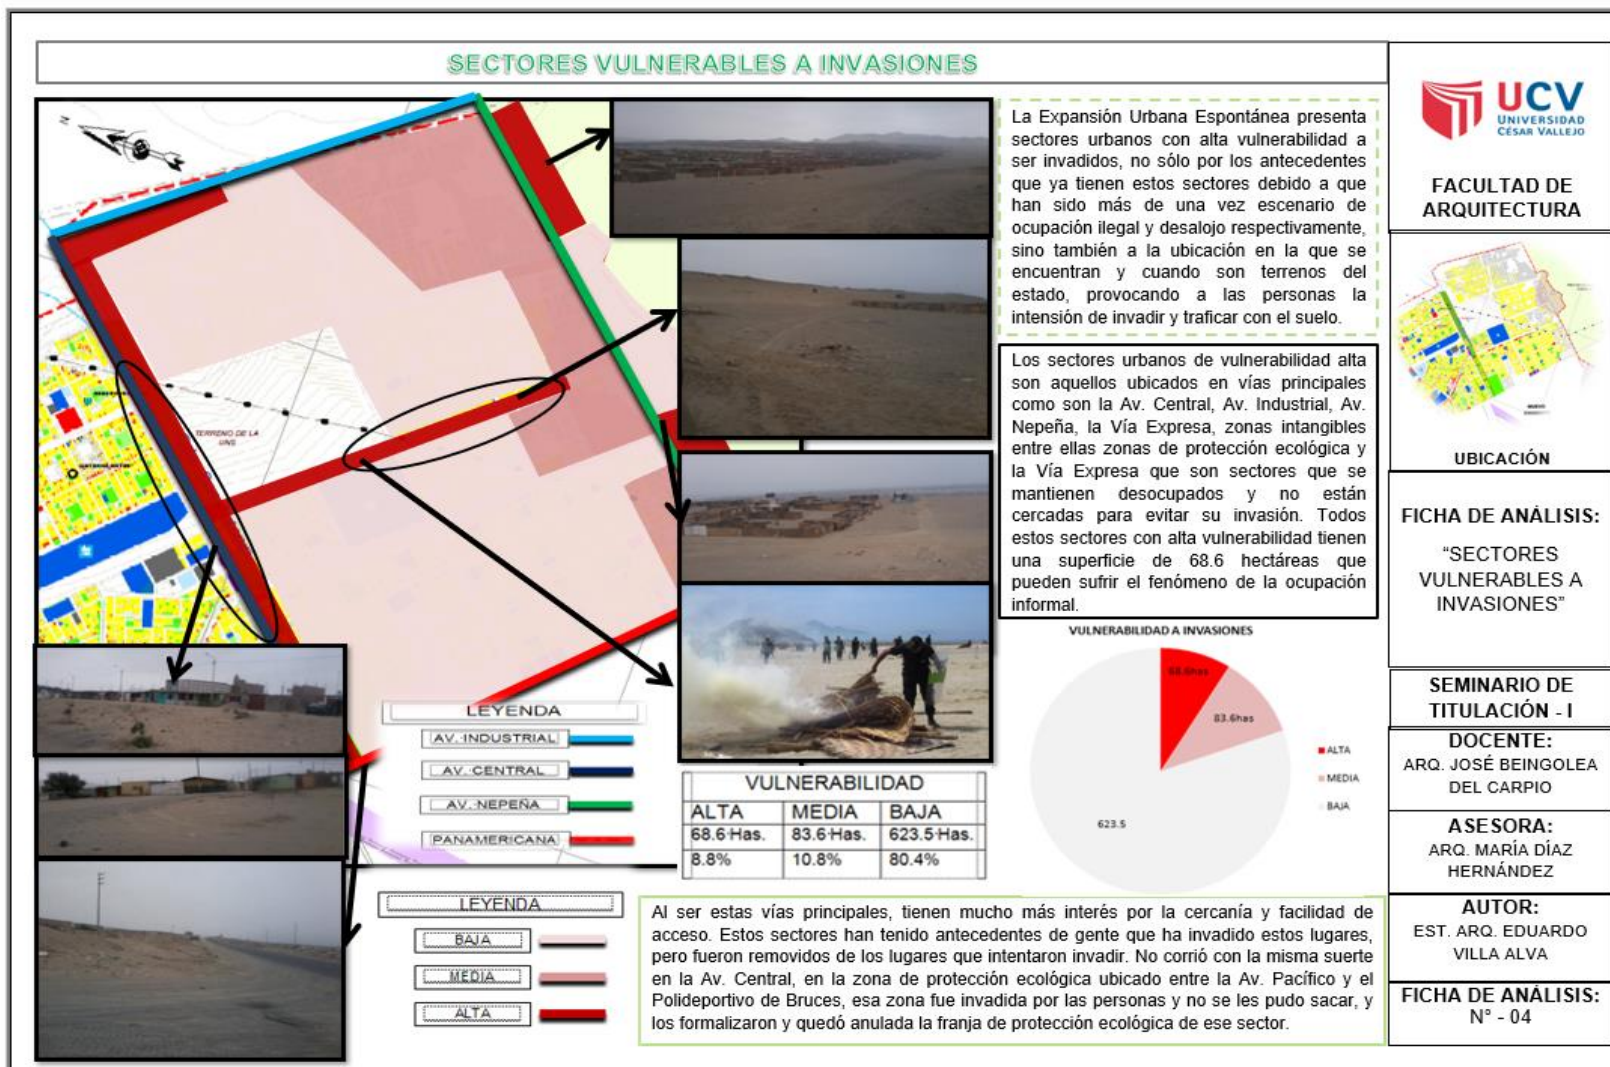 SECTORES VULNERABLES A INVASIONES
N
TERRENO DE LA
UNS
La Expansión Urbana Espontánea presenta
sectores urbanos con alta vulnerabilidad a
ser invadidos, no sólo por los antecedentes
que ya tienen estos sectores debido a que
han sido más de una vez escenario de
ocupación ilegal y desalojo respectivamente,
sino también a la ubicación en la que se
encuentran y cuando son terrenos del
estado, provocando a las personas la
intensión de invadir y traficar con el suelo.
Los sectores urbanos de vulnerabilidad alta
son aquellos ubicados en vías principales
como son la Av. Central, Av. Industrial, Av.
Nepeña, la Vía Expresa, zonas intangibles
entre ellas zonas de protección ecológica y
la Vía Expresa que son sectores que se
mantienen desocupados y no están
cercadas para evitar su invasión. Todos
estos sectores con alta vulnerabilidad tienen
una superficie de 68.6 hectáreas que
pueden sufrir el fenómeno de la ocupación
informal.
VULNERABILIDAD A INVASIONES
68.6has
83.6has
623.5
ALTA
MEDIA
BAJA
LEYENDA
AV. INDUSTRIAL
AV. CENTRAL
AV. NEPEÑA
PANAMERICANA
VULNERABILIDAD
ALTA MEDIA BAJA
68.6 Has. 83.6 Has. 623.5 Has.
8.8% 10.8% 80.4%
LEYENDA
BAJA
MEDIA
ALTA
Al ser estas vías principales, tienen mucho más interés por la cercanía y facilidad de
acceso. Estos sectores han tenido antecedentes de gente que ha invadido estos lugares,
pero fueron removidos de los lugares que intentaron invadir. No corrió con la misma suerte
en la Av. Central, en la zona de protección ecológica ubicado entre la Av. Pacífico y el
Polideportivo de Bruces, esa zona fue invadida por las personas y no se les pudo sacar, y
los formalizaron y quedó anulada la franja de protección ecológica de ese sector.
UCV
UNIVERSIDAD
CÉSAR VALLEJO
FACULTAD DE
ARQUITECTURA
UBICACIÓN
FICHA DE ANÁLISIS:
“SECTORES
VULNERABLES A
INVASIONES”
SEMINARIO DE
TITULACIÓN - I
DOCENTE:
ARQ. JOSÉ BEINGOLEA
DEL CARPIO
ASESORA:
ARQ. MARÍA DÍAZ
HERNÁNDEZ
AUTOR:
EST. ARQ. EDUARDO
VILLA ALVA
FICHA DE ANÁLISIS:
N° - 04